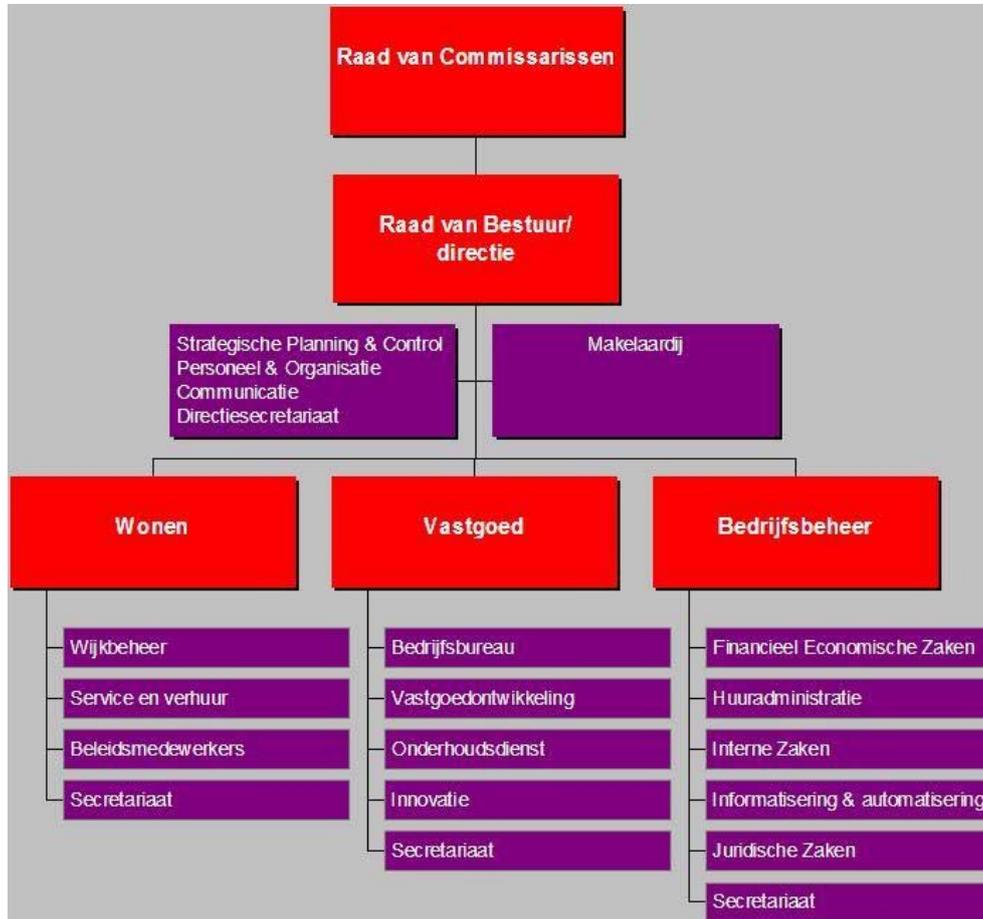 Raad van Commissarissen
Raad van Bestuur/
directie
Strategische Planning & Control
Personeel & Organisatie
Communicatie
Directiesecretariaat
Makelaardij
Wonen
Wijkbeheer
Service en verhuur
Beleidsmedewerkers
Secretariaat
Vastgoed
Bedrijfsbureau
Vastgoedontwikkeling
Onderhoudsdienst
Innovatie
Secretariaat
Bedrijfsbeheer
Financieel Economische Zaken
Huuradministratie
Interne Zaken
Informatisering & automatisering
Juridische Zaken
Secretariaat